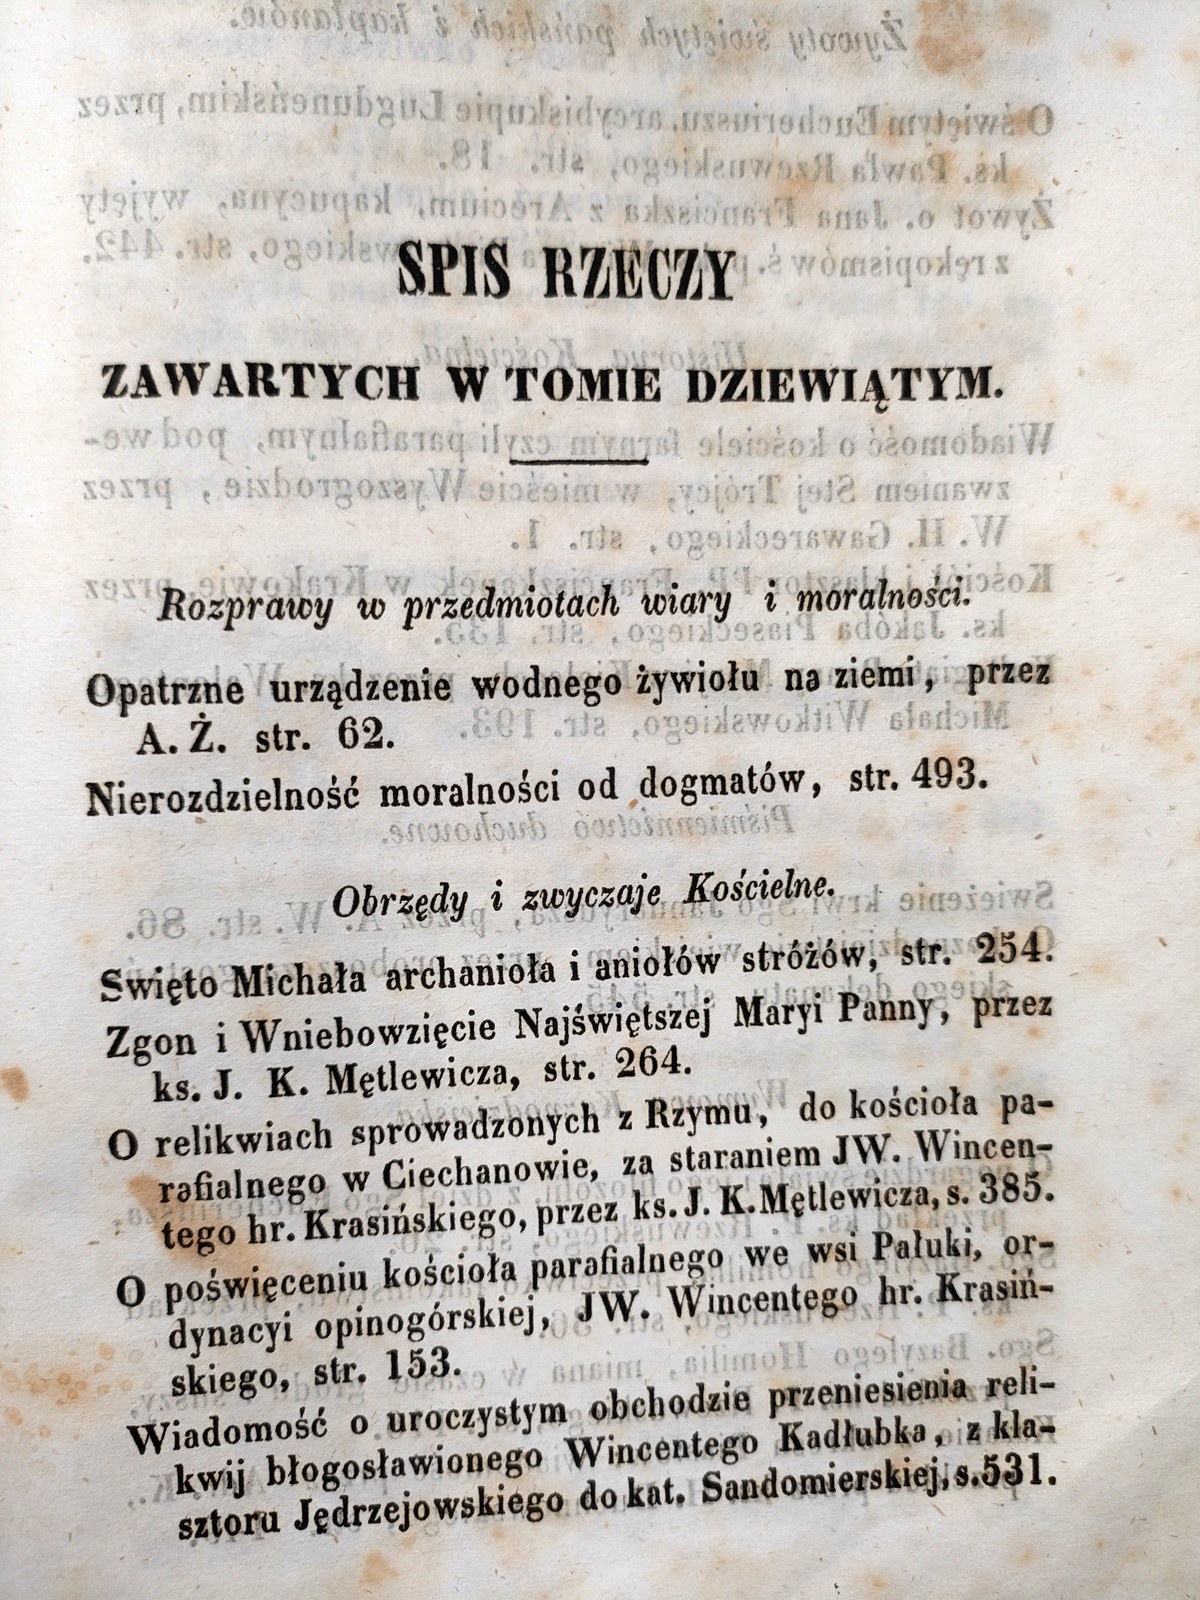 SPIS RZECZY
ZAWARTYCH W TOMIE DZIEWIĄTYM.
Rozprawy w przedmiotach wiary i moralności.
Opatrzne urządzenie wodnego żywiołu na ziemi, przez
A. Ż. str. 62.
Nierozdzielność moralności od dogmatów, str. 493.
Obrzędy i zwyczaje Kościelne.
Swięto Michała archanioła i aniołów stróżów, str. 254.
Zgon i Wniebowzięcie Najświętszej Maryi Panny, przez
ks. J. K. Mętlewicza, str. 264.
O relikwiach sprowadzonych z Rzymu, do kościoła pa-
rafialnego w Ciechanowie, za staraniem JW. Wincen-
tego hr. Krasińskiego, przez ks. J. K. Mętlewicza, s. 385.
O poświęceniu kościoła parafialnego we wsi Pałuki, or-
dynacyi opinogórskiej, JW. Wincentego hr. Krasiń-
skiego, str. 153.
Wiadomość o uroczystym obchodzie przeniesienia reli-
kwij błogosławionego Wincentego Kadłubka, z kla-
sztoru Jędrzejowskiego do kat. Sandomierskiej, s. 531.